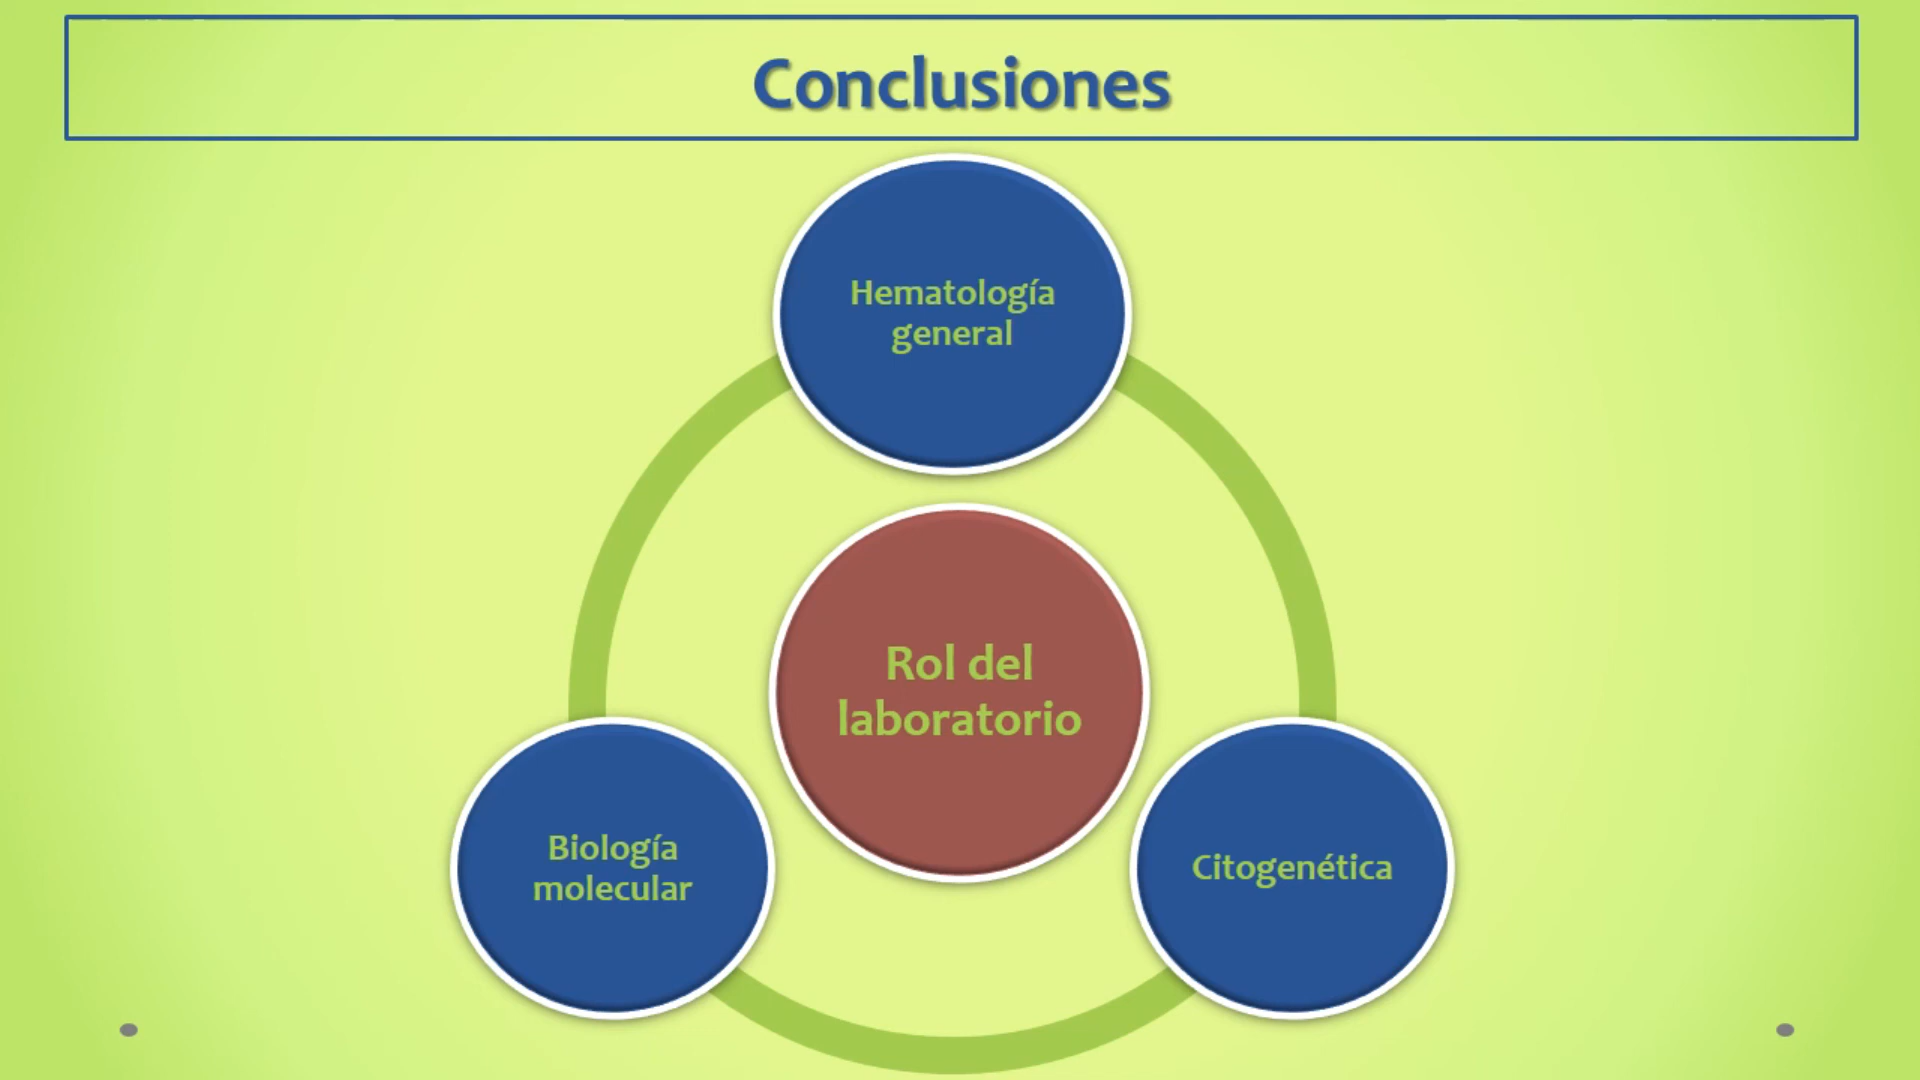 Conclusiones
Hematología
general
Rol del
laboratorio
Biología
molecular
Citogenética